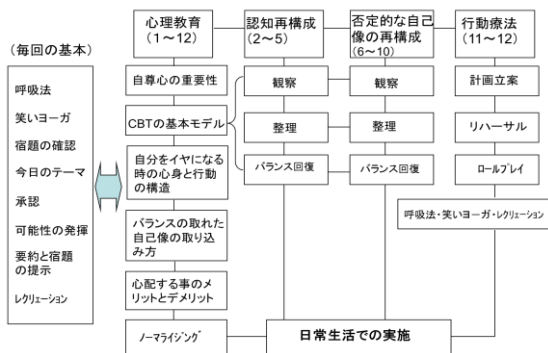 （毎回の基本）
呼吸法
笑いヨーガ
宿題の確認
今日のテーマ
承認
可能性の発揮
要約と宿題
の提示
ﾚｸﾘｴｰｼｮﾝ
心理教育
（1～12）
自尊心の重要性
CBTの基本モデル
自分をイヤになる
時の心身と行動
の構造
バランスの取れた
自己像の取り込
み方
心配する事のメ
リットとデメリット
ﾉｰﾏﾗｲｼﾞﾝｸﾞ
認知再構成
（2～5）
観察
整理
ﾊﾞﾗﾝｽ回復
否定的な自己
像の再構成
（6～10）
観察
整理
ﾊﾞﾗﾝｽ回復
行動療法
（11～12）
計画立案
リハーサル
ﾛｰﾙﾌﾟﾚｲ
呼吸法・笑いヨーガ・ﾚｸﾘｴｰｼｮﾝ
日常生活での実施